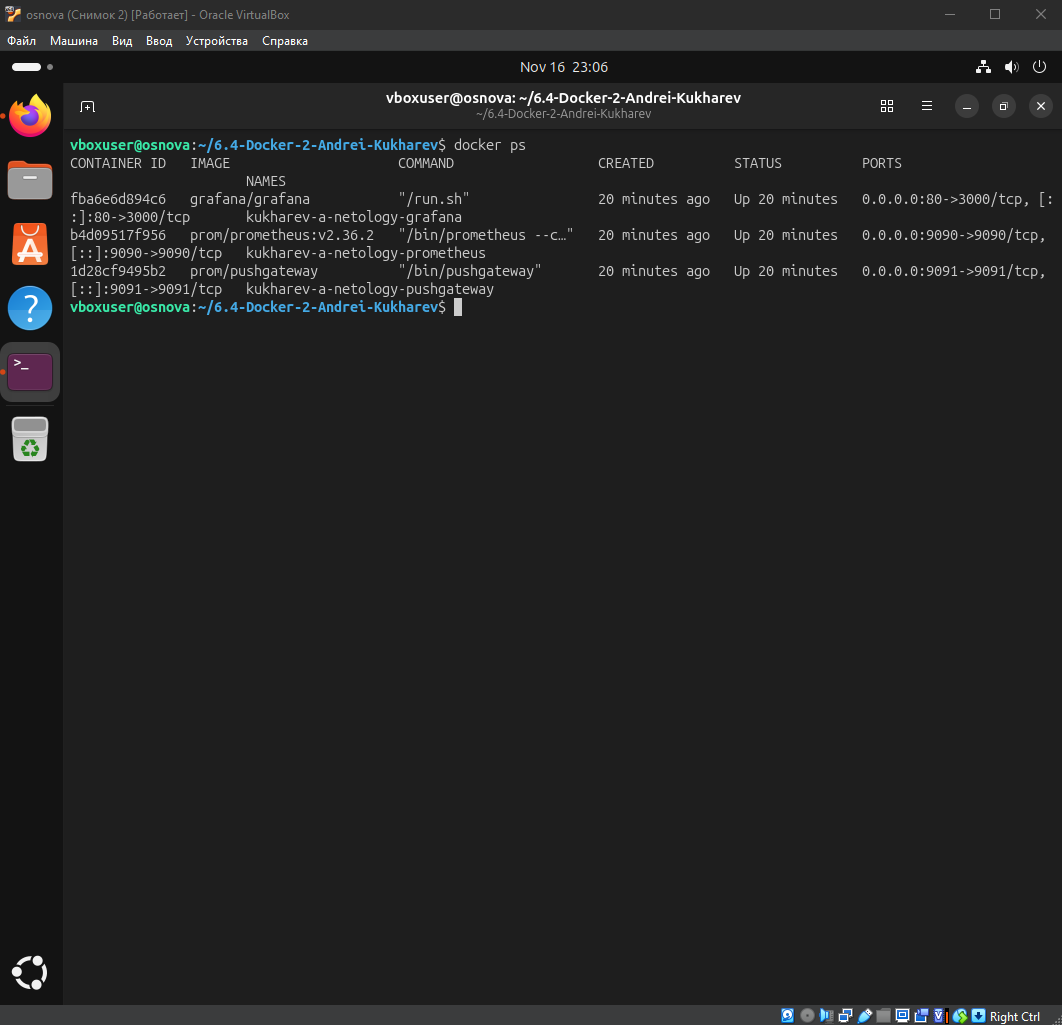 osnova (Снимок 2) [Работает] - Oracle VirtualBox
Файл Машина Вид Ввод Устройства Справка
Nov 16 23:06
vboxuser@osnova: ~/6.4-Docker-2-Andrei-Kukharev
~/6.4-Docker-2-Andrei-Kukharev
vboxuser@osnova:~/6.4-Docker-2-Andrei-Kukharev$ docker ps
CONTAINER ID   IMAGE                     COMMAND                  CREATED          STATUS          PORTS
                      NAMES
fba6e6d894c6   grafana/grafana           "/run.sh"                20 minutes ago   Up 20 minutes   0.0.0.0:80->3000/tcp, [:
:]:80->3000/tcp       kukharev-a-netology-grafana
b4d09517f956   prom/prometheus:v2.36.2   "/bin/prometheus --c…"   20 minutes ago   Up 20 minutes   0.0.0.0:9090->9090/tcp,
[::]:9090->9090/tcp   kukharev-a-netology-prometheus
1d28cf9495b2   prom/pushgateway          "/bin/pushgateway"       20 minutes ago   Up 20 minutes   0.0.0.0:9091->9091/tcp,
[::]:9091->9091/tcp   kukharev-a-netology-pushgateway
vboxuser@osnova:~/6.4-Docker-2-Andrei-Kukharev$
Right Ctrl